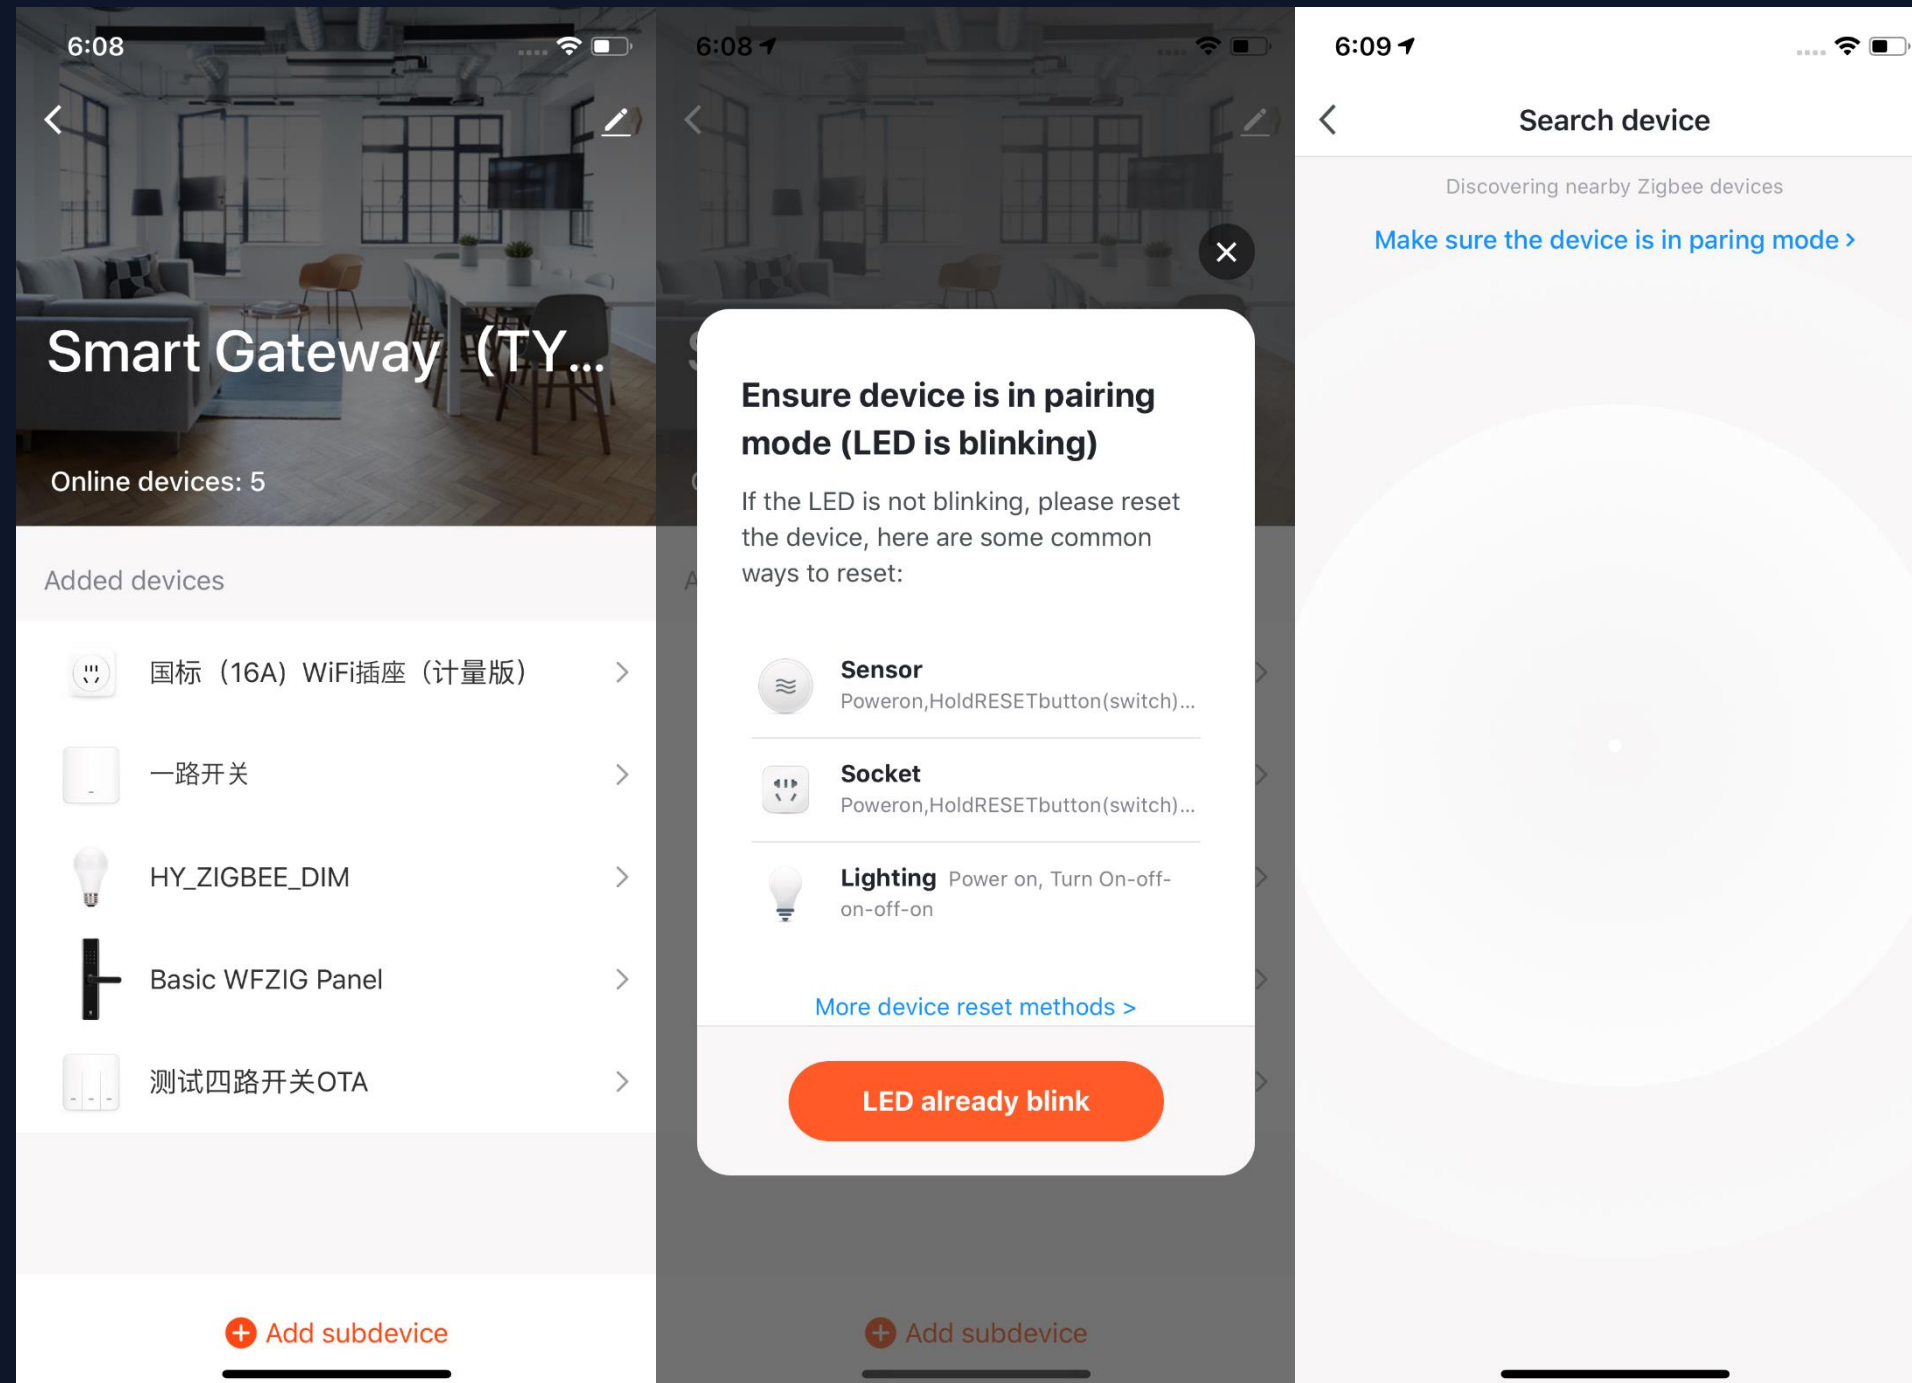 6:08
Smart Gateway（TY...
Online devices: 5
Added devices
国标（16A）WiFi插座（计量版）
一路开关
HY_ZIGBEE_DIM
Basic WFZIG Panel
测试四路开关OTA
Add subdevice
6:08
Ensure device is in pairing
mode (LED is blinking)
If the LED is not blinking, please reset
the device, here are some common
ways to reset:
Sensor
Poweron,HoldRESETbutton(switch)...
Socket
Poweron,HoldRESETbutton(switch)...
Lighting Power on, Turn On-off-
on-off-on
More device reset methods >
LED already blink
Add subdevice
6:09
Search device
Discovering nearby Zigbee devices
Make sure the device is in paring mode >